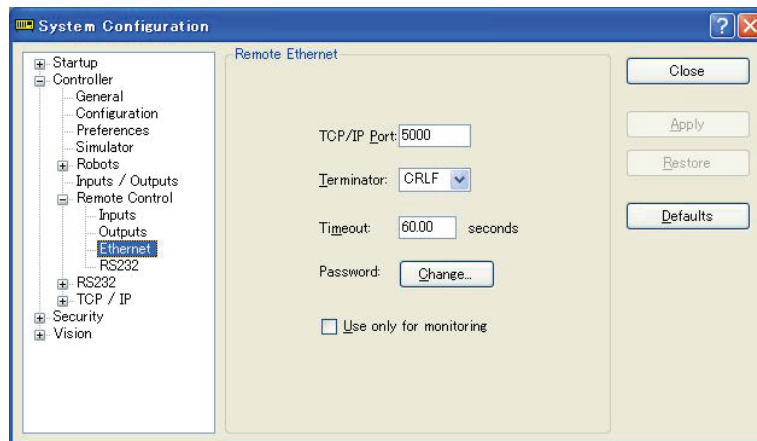 System Configuration
Startup
Controller
General
Configuration
Preferences
Simulator
Robots
Inputs / Outputs
Remote Control
Inputs
Outputs
Ethernet
RS232
RS232
TCP / IP
Security
Vision
Remote Ethernet
TCP/IP Port: 5000
Terminator: CRLF
Timeout: 60.00 seconds
Password: Change...
Use only for monitoring
Close
Apply
Restore
Defaults